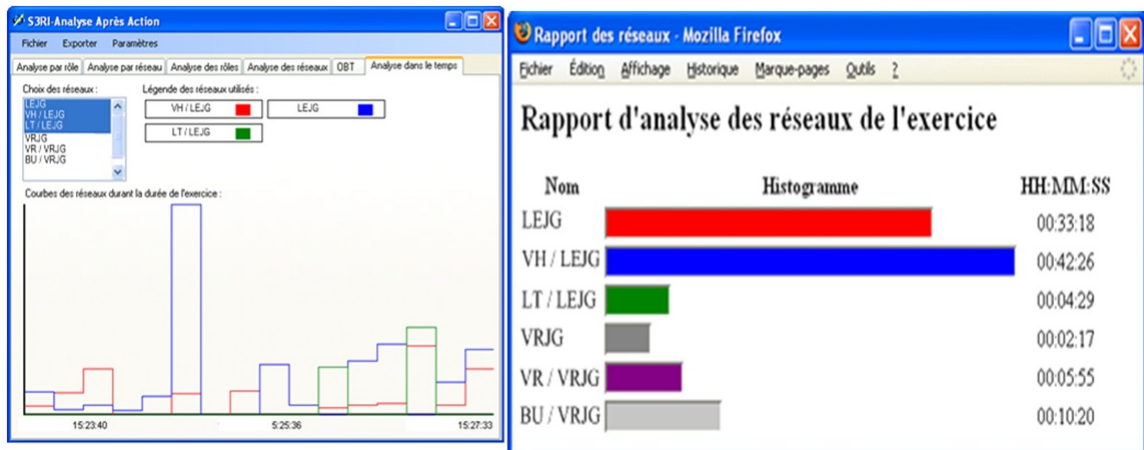 S3RI-Analyse Après Action
Fichier Exporter Paramètres
Analyse par rôle Analyse par réseau Analyse des rôles Analyse des réseaux OBT Analyse dans le temps
Choix des réseaux :
LEJG
VH / LEJG
LT / LEJG
VRJG
VR / VRJG
BU / VRJG
Légende des réseaux utilisés :
VH / LEJG LEJG
LT / LEJG
Courbes des réseaux durant la durée de l'exercice :
15:23:40 5:25:36 15:27:33
Rapport des réseaux - Mozilla Firefox
Fichier Édition Affichage Historique Marque-pages Outils ?
Rapport d'analyse des réseaux de l'exercice
Nom Histogramme HH:MM:SS
LEJG 00:33:18
VH / LEJG 00:42:26
LT / LEJG 00:04:29
VRJG 00:02:17
VR / VRJG 00:05:55
BU / VRJG 00:10:20